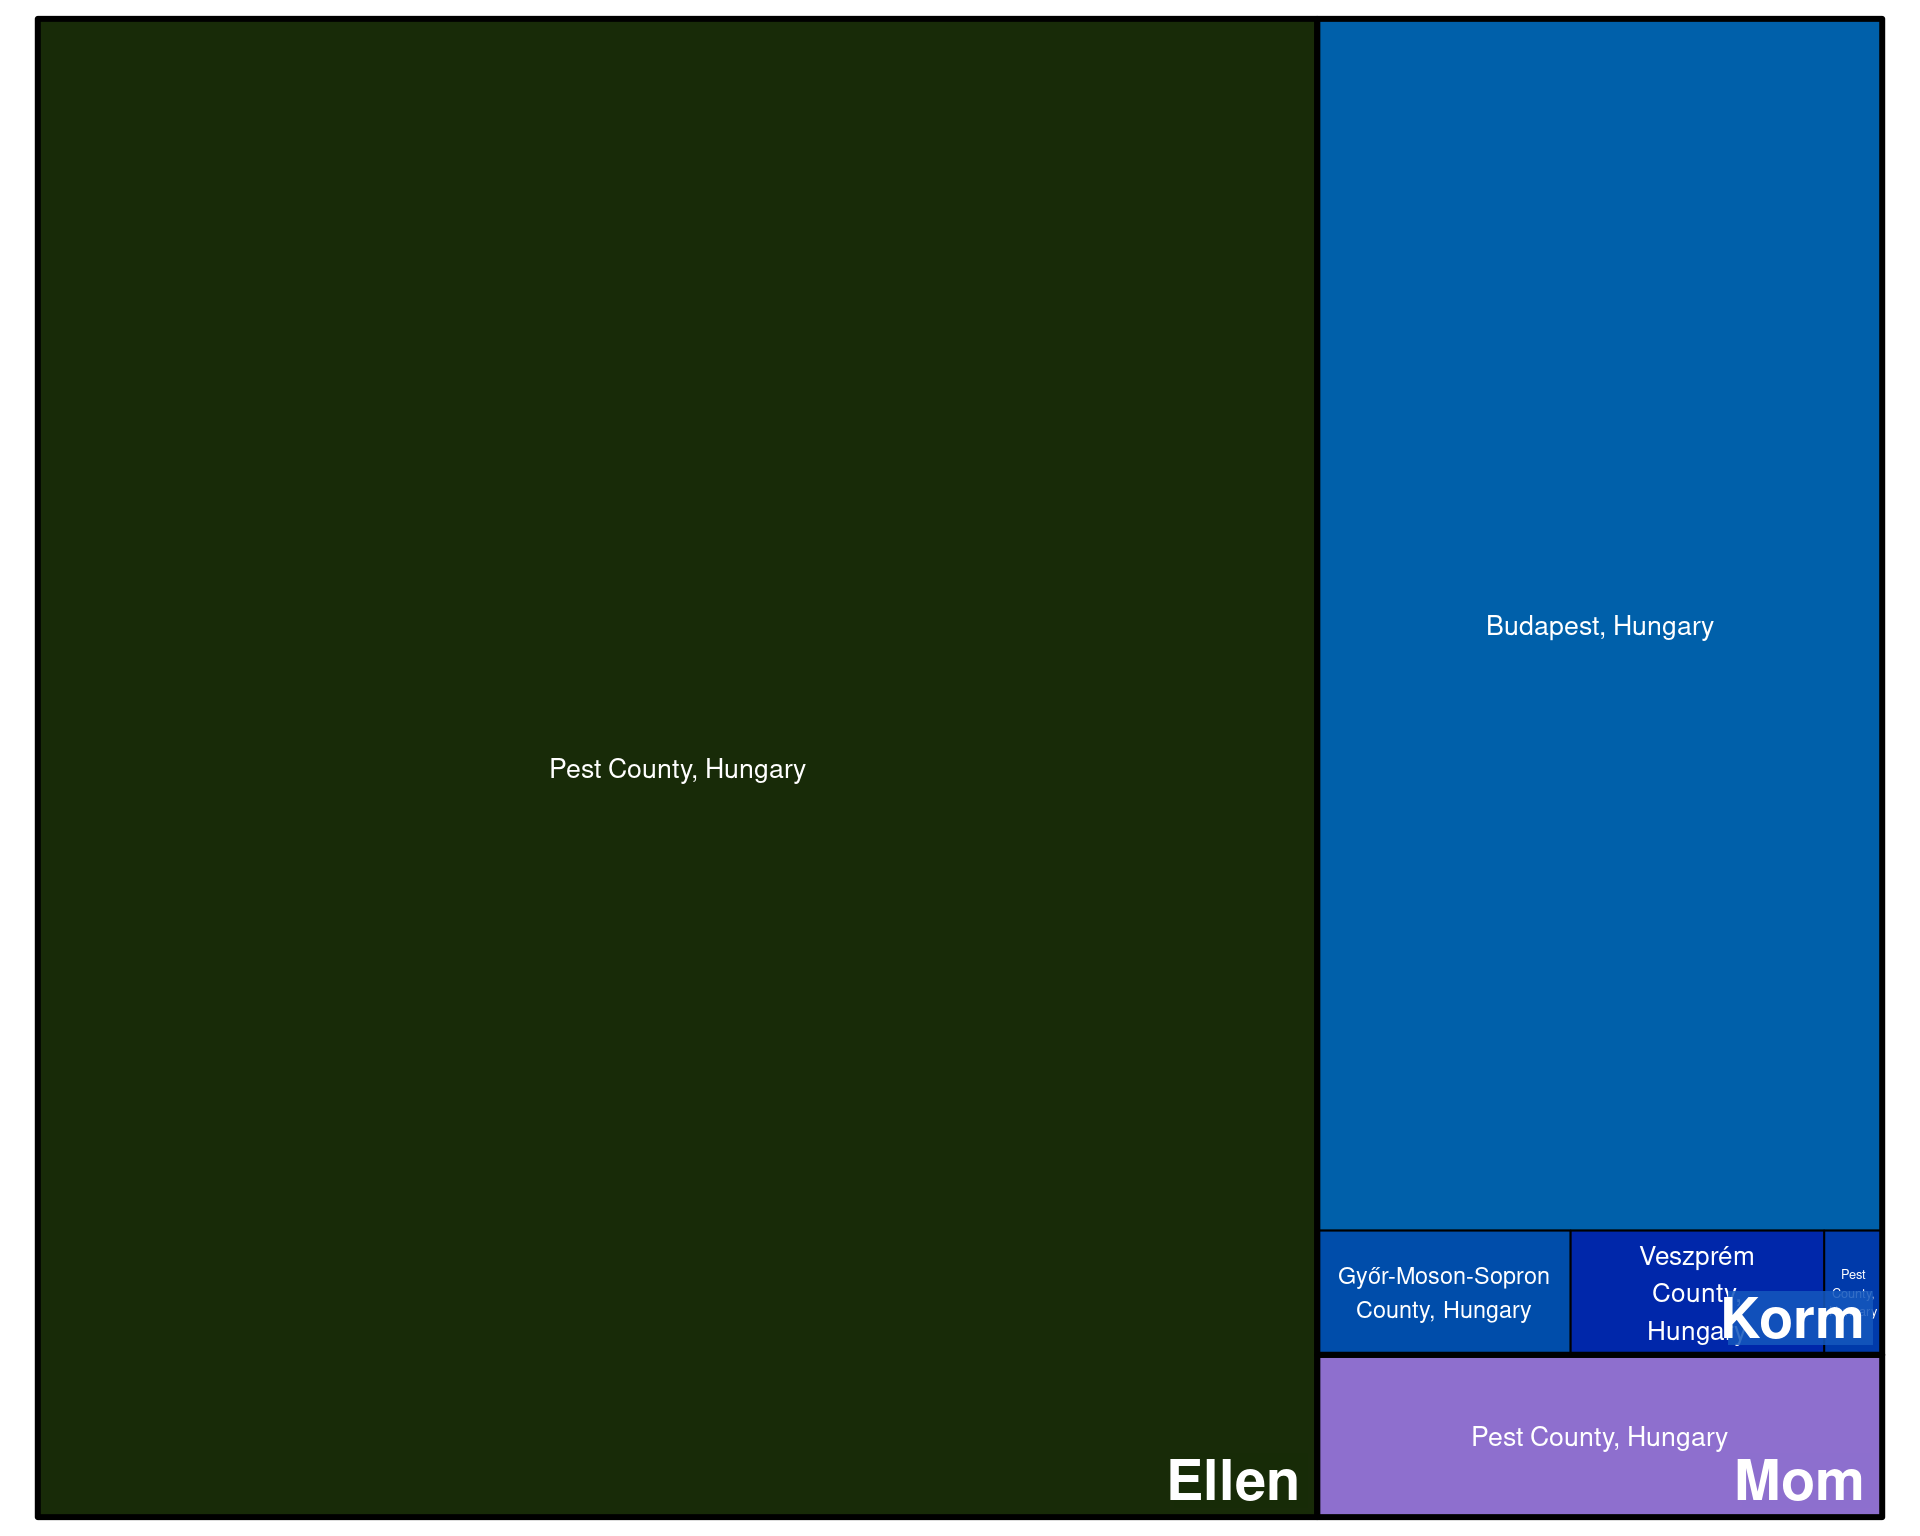 Pest County, Hungary
Ellen
Budapest, Hungary
Győr-Moson-Sopron
County, Hungary
Veszprém
County,
Hungary
Pest
County,
Korm
Pest County, Hungary
Mom